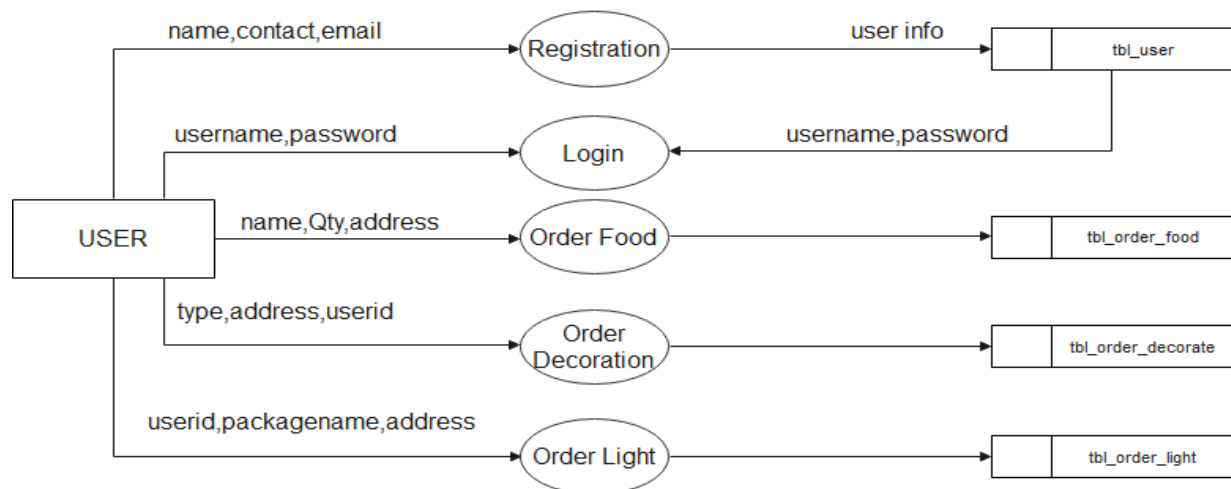 name,contact,email
Registration
user info
tbl_user
username,password
Login
username,password
USER
name,Qty,address
Order Food
tbl_order_food
type,address,userid
Order
Decoration
tbl_order_decorate
userid,packagename,address
Order Light
tbl_order_light